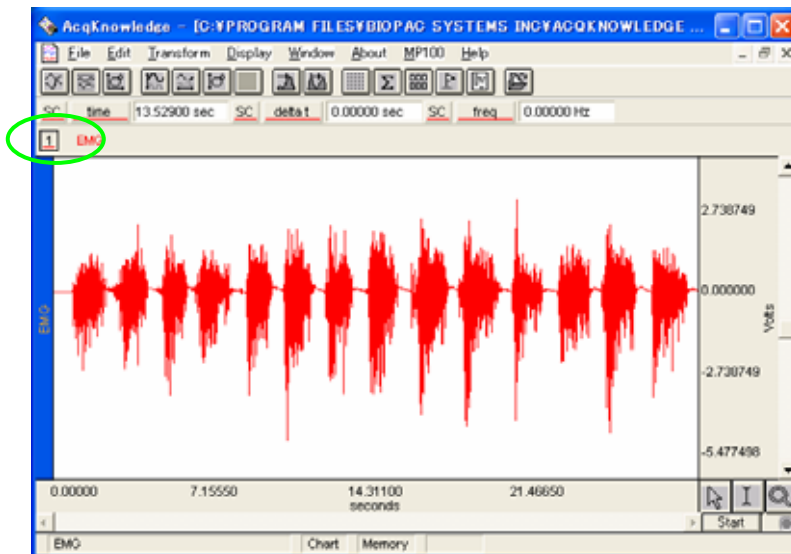 AcqKnowledge - [C:¥PROGRAM FILES¥BIOPAC SYSTEMS INC¥ACQKNOWLEDGE ...
File Edit Transform Display Window About MP100 Help
SC time 13.52900 sec SC delta t 0.00000 sec SC freq 0.00000 Hz
1 EMG
2.738749
0.000000
-2.738749
-5.477498
EMG
Volts
0.00000 7.15550 14.31100 21.46650
seconds
Start
EMG Chart Memory